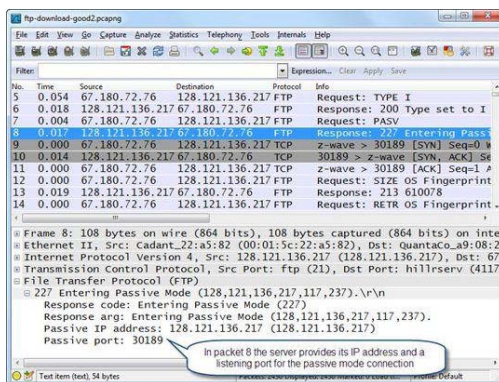 ftp-download-good2.pcapng
File Edit View Go Capture Analyze Statistics Telephony Tools Internals Help
Filter: Expression... Clear Apply Save
No. Time Source Destination Protocol Info
5 0.054 67.180.72.76 128.121.136.217 FTP Request: TYPE I
6 0.018 128.121.136.217 67.180.72.76 FTP Response: 200 Type set to I
7 0.004 67.180.72.76 128.121.136.217 FTP Request: PASV
8 0.017 128.121.136.217 67.180.72.76 FTP Response: 227 Entering Passi
9 0.000 67.180.72.76 128.121.136.217 TCP z-wave > 30189 [SYN] Seq=0 W
10 0.014 128.121.136.217 67.180.72.76 TCP 30189 > z-wave [SYN, ACK] Se
11 0.000 67.180.72.76 128.121.136.217 TCP z-wave > 30189 [ACK] Seq=1 A
12 0.000 67.180.72.76 128.121.136.217 FTP Request: SIZE OS Fingerprint
13 0.019 128.121.136.217 67.180.72.76 FTP Response: 213 610078
14 0.000 67.180.72.76 128.121.136.217 FTP Request: RETR OS Fingerprint
Frame 8: 108 bytes on wire (864 bits), 108 bytes captured (864 bits) on inte
Ethernet II, Src: Cadant_22:a5:82 (00:01:5c:22:a5:82), Dst: QuantaCo_a9:08:2
Internet Protocol Version 4, Src: 128.121.136.217 (128.121.136.217), Dst: 67
Transmission Control Protocol, Src Port: ftp (21), Dst Port: hillrserv (4117
File Transfer Protocol (FTP)
227 Entering Passive Mode (128,121,136,217,117,237).\r\n
Response code: Entering Passive Mode (227)
Response arg: Entering Passive Mode (128,121,136,217,117,237).
Passive IP address: 128.121.136.217 (128.121.136.217)
Passive port: 30189
In packet 8 the server provides its IP address and a
listening port for the passive mode connection
Text item (text), 54 bytes Profile: Default